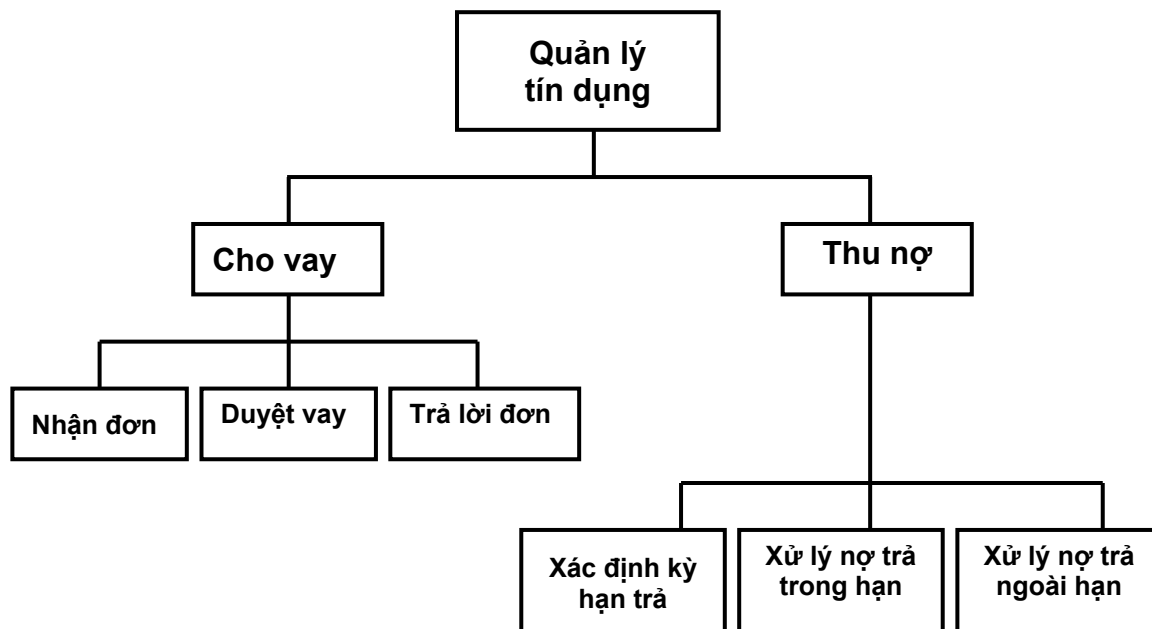 Quản lý
tín dụng
Cho vay
Thu nợ
Nhận đơn
Duyệt vay
Trả lời đơn
Xác định kỳ
hạn trả
Xử lý nợ trả
trong hạn
Xử lý nợ trả
ngoài hạn